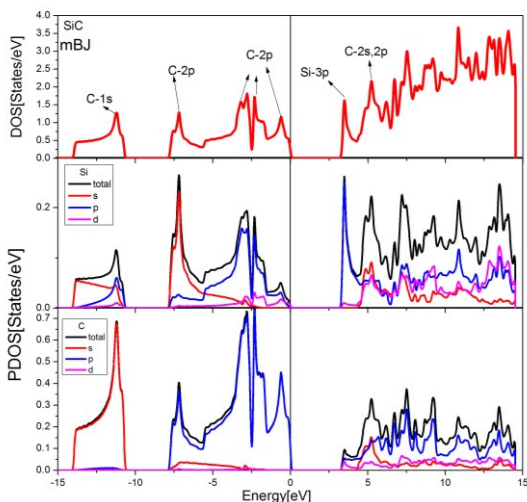 SiC
mBJ
DOS[States/eV]
4.0
3.5
3.0
2.5
2.0
1.5
1.0
0.5
0.0
C-1s
C-2p
C-2p
Si-3p
C-2s,2p
Si
total
s
p
d
0.2
0.0
PDOS[States/eV]
C
total
s
p
d
0.7
0.6
0.5
0.4
0.3
0.2
0.1
0.0
-15 -10 -5 0 5 10 15
Energy[eV]